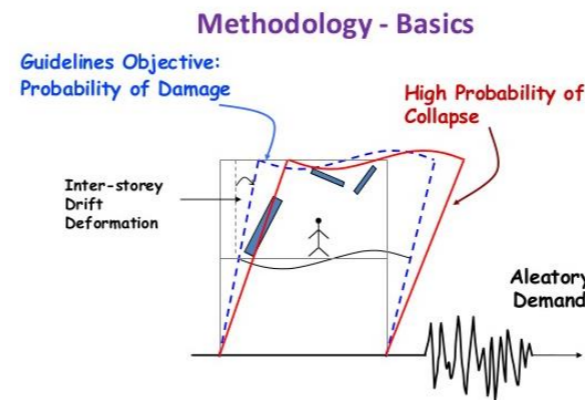 Methodology - Basics
Guidelines Objective:
Probability of Damage
High Probability of
Collapse
Inter-storey
Drift
Deformation
Aleatory
Demand